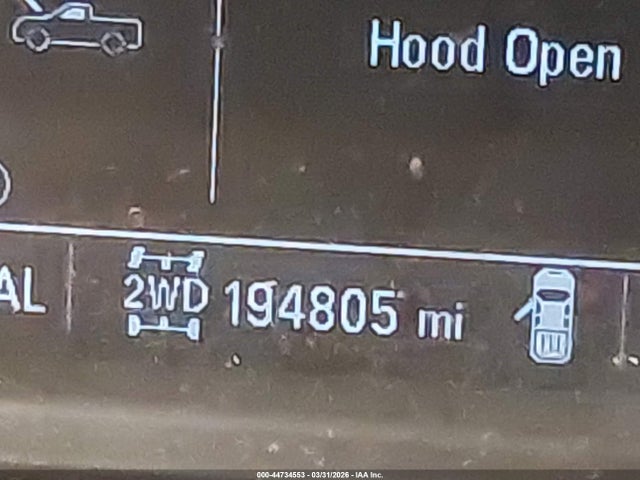 Hood Open
AL
2WD 194805 mi
000-44734553 - 03/31/2026 - IAA Inc.